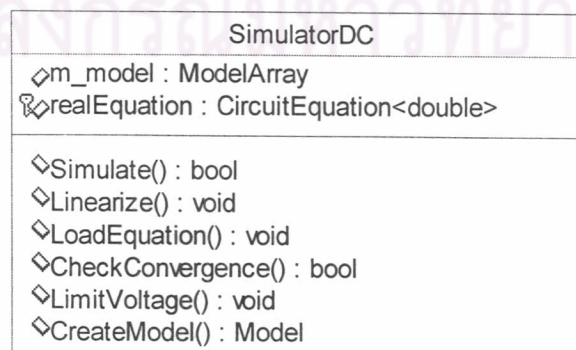 SimulatorDC
m_model : ModelArray
realEquation : CircuitEquation<double>
Simulate() : bool
Linearize() : void
LoadEquation() : void
CheckConvergence() : bool
LimitVoltage() : void
CreateModel() : Model